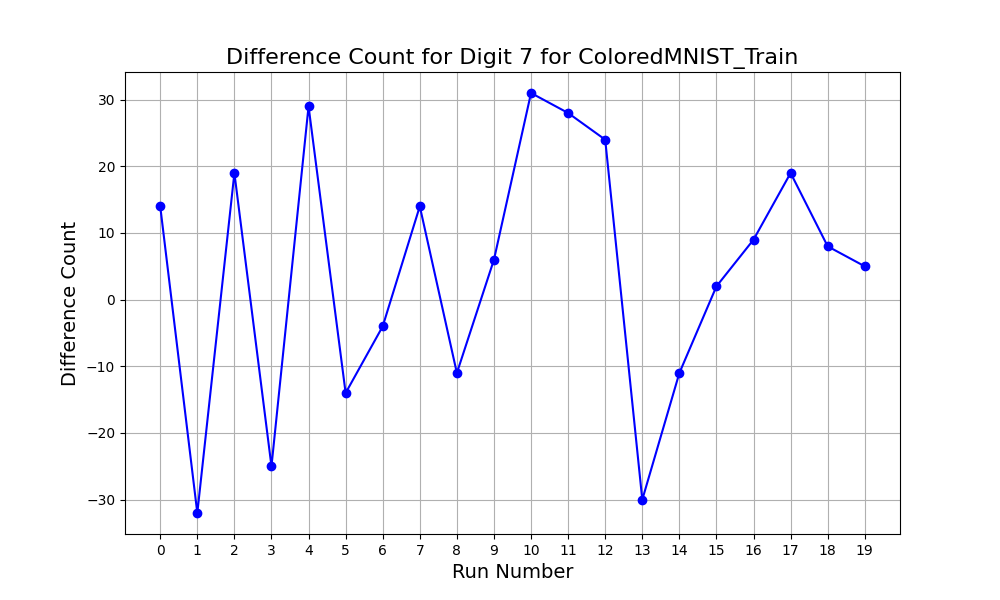 Difference Count for Digit 7 for ColoredMNIST_Train
30
20
10
0
−10
−20
−30
Difference Count
0 1 2 3 4 5 6 7 8 9 10 11 12 13 14 15 16 17 18 19
Run Number